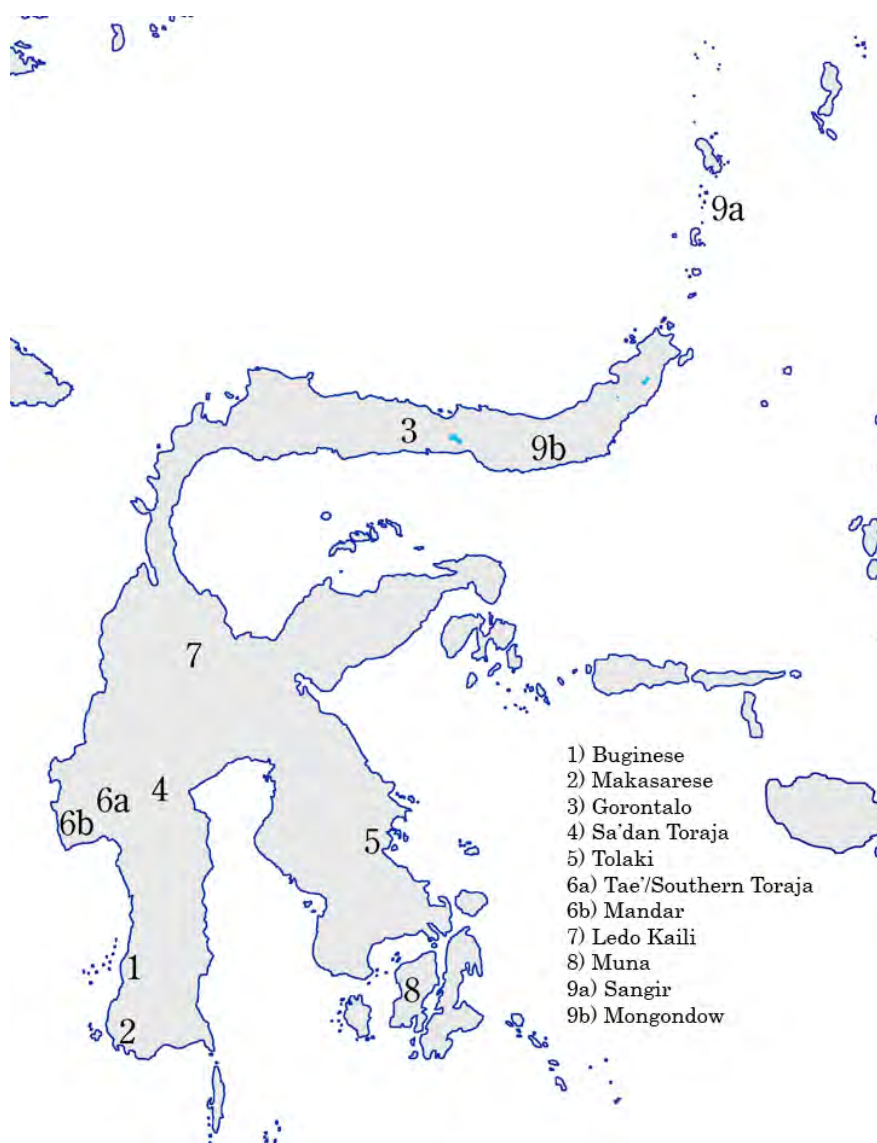 9a
3
9b
7
4
6a
6b
5
1
8
2
1) Buginese
2) Makasarese
3) Gorontalo
4) Sa’dan Toraja
5) Tolaki
6a) Tae’/Southern Toraja
6b) Mandar
7) Ledo Kaili
8) Muna
9a) Sangir
9b) Mongondow